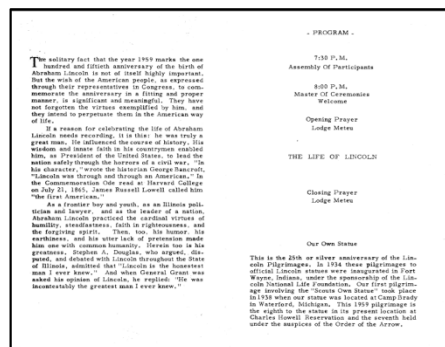 The solitary fact that the year 1959 marks the one
hundred and fiftieth anniversary of the birth of
Abraham Lincoln is not of itself highly important.
But the wish of the American people, as expressed
through their representatives in Congress, to com-
memorate the anniversary in a fitting and proper
manner, is significant and meaningful. They have
not forgotten the virtues exemplified by him, and
they intend to perpetuate them in the American way
of life.
If a reason for celebrating the life of Abraham
Lincoln needs recording, it is this: he was truly a
great man. He influenced the course of history. His
wisdom and innate faith in his countrymen enabled
him, as President of the United States, to lead the
nation safely through the horrors of a civil war. "In
his character," wrote the historian George Bancroft,
"Lincoln was through and through an American." In
the Commemoration Ode read at Harvard College
on July 21, 1865, James Russell Lowell called him
"the first American."
As a frontier boy and youth, as an Illinois poli-
tician and lawyer, and as the leader of a nation,
Abraham Lincoln practiced the cardinal virtues of
humility, steadfastness, faith in righteousness, and
the forgiving spirit. Then, too, his humor, his
earthiness, and his utter lack of pretension made
him one with common humanity. Herein too is his
greatness. Stephen A. Douglas, who argued, dis-
puted, and debated with Lincoln throughout the State
of Illinois, admitted that "Lincoln is the honestest
man I ever knew." And when General Grant was
asked his opinion of Lincoln, he replied: "He was
incontestably the greatest man I ever knew."
- PROGRAM -
7:30 P.M.
Assembly Of Participants
8:00 P.M.
Master Of Ceremonies
Welcome
Opening Prayer
Lodge Meteu
THE LIFE OF LINCOLN
Closing Prayer
Lodge Meteu
Our Own Statue
This is the 25th or silver anniversary of the Lin-
coln Pilgrimages. In 1934 these pilgrimages to
official Lincoln statues were inaugurated in Fort
Wayne, Indiana, under the sponsorship of the Lin-
coln National Life Foundation. Our first pilgrim-
age involving the "Scouts Own Statue" took place
in 1938 when our statue was located at Camp Brady
in Waterford, Michigan. This 1959 pilgrimage is
the eighth to the statue in its present location at
Charles Howell Reservation and the seventh held
under the auspices of the Order of the Arrow.